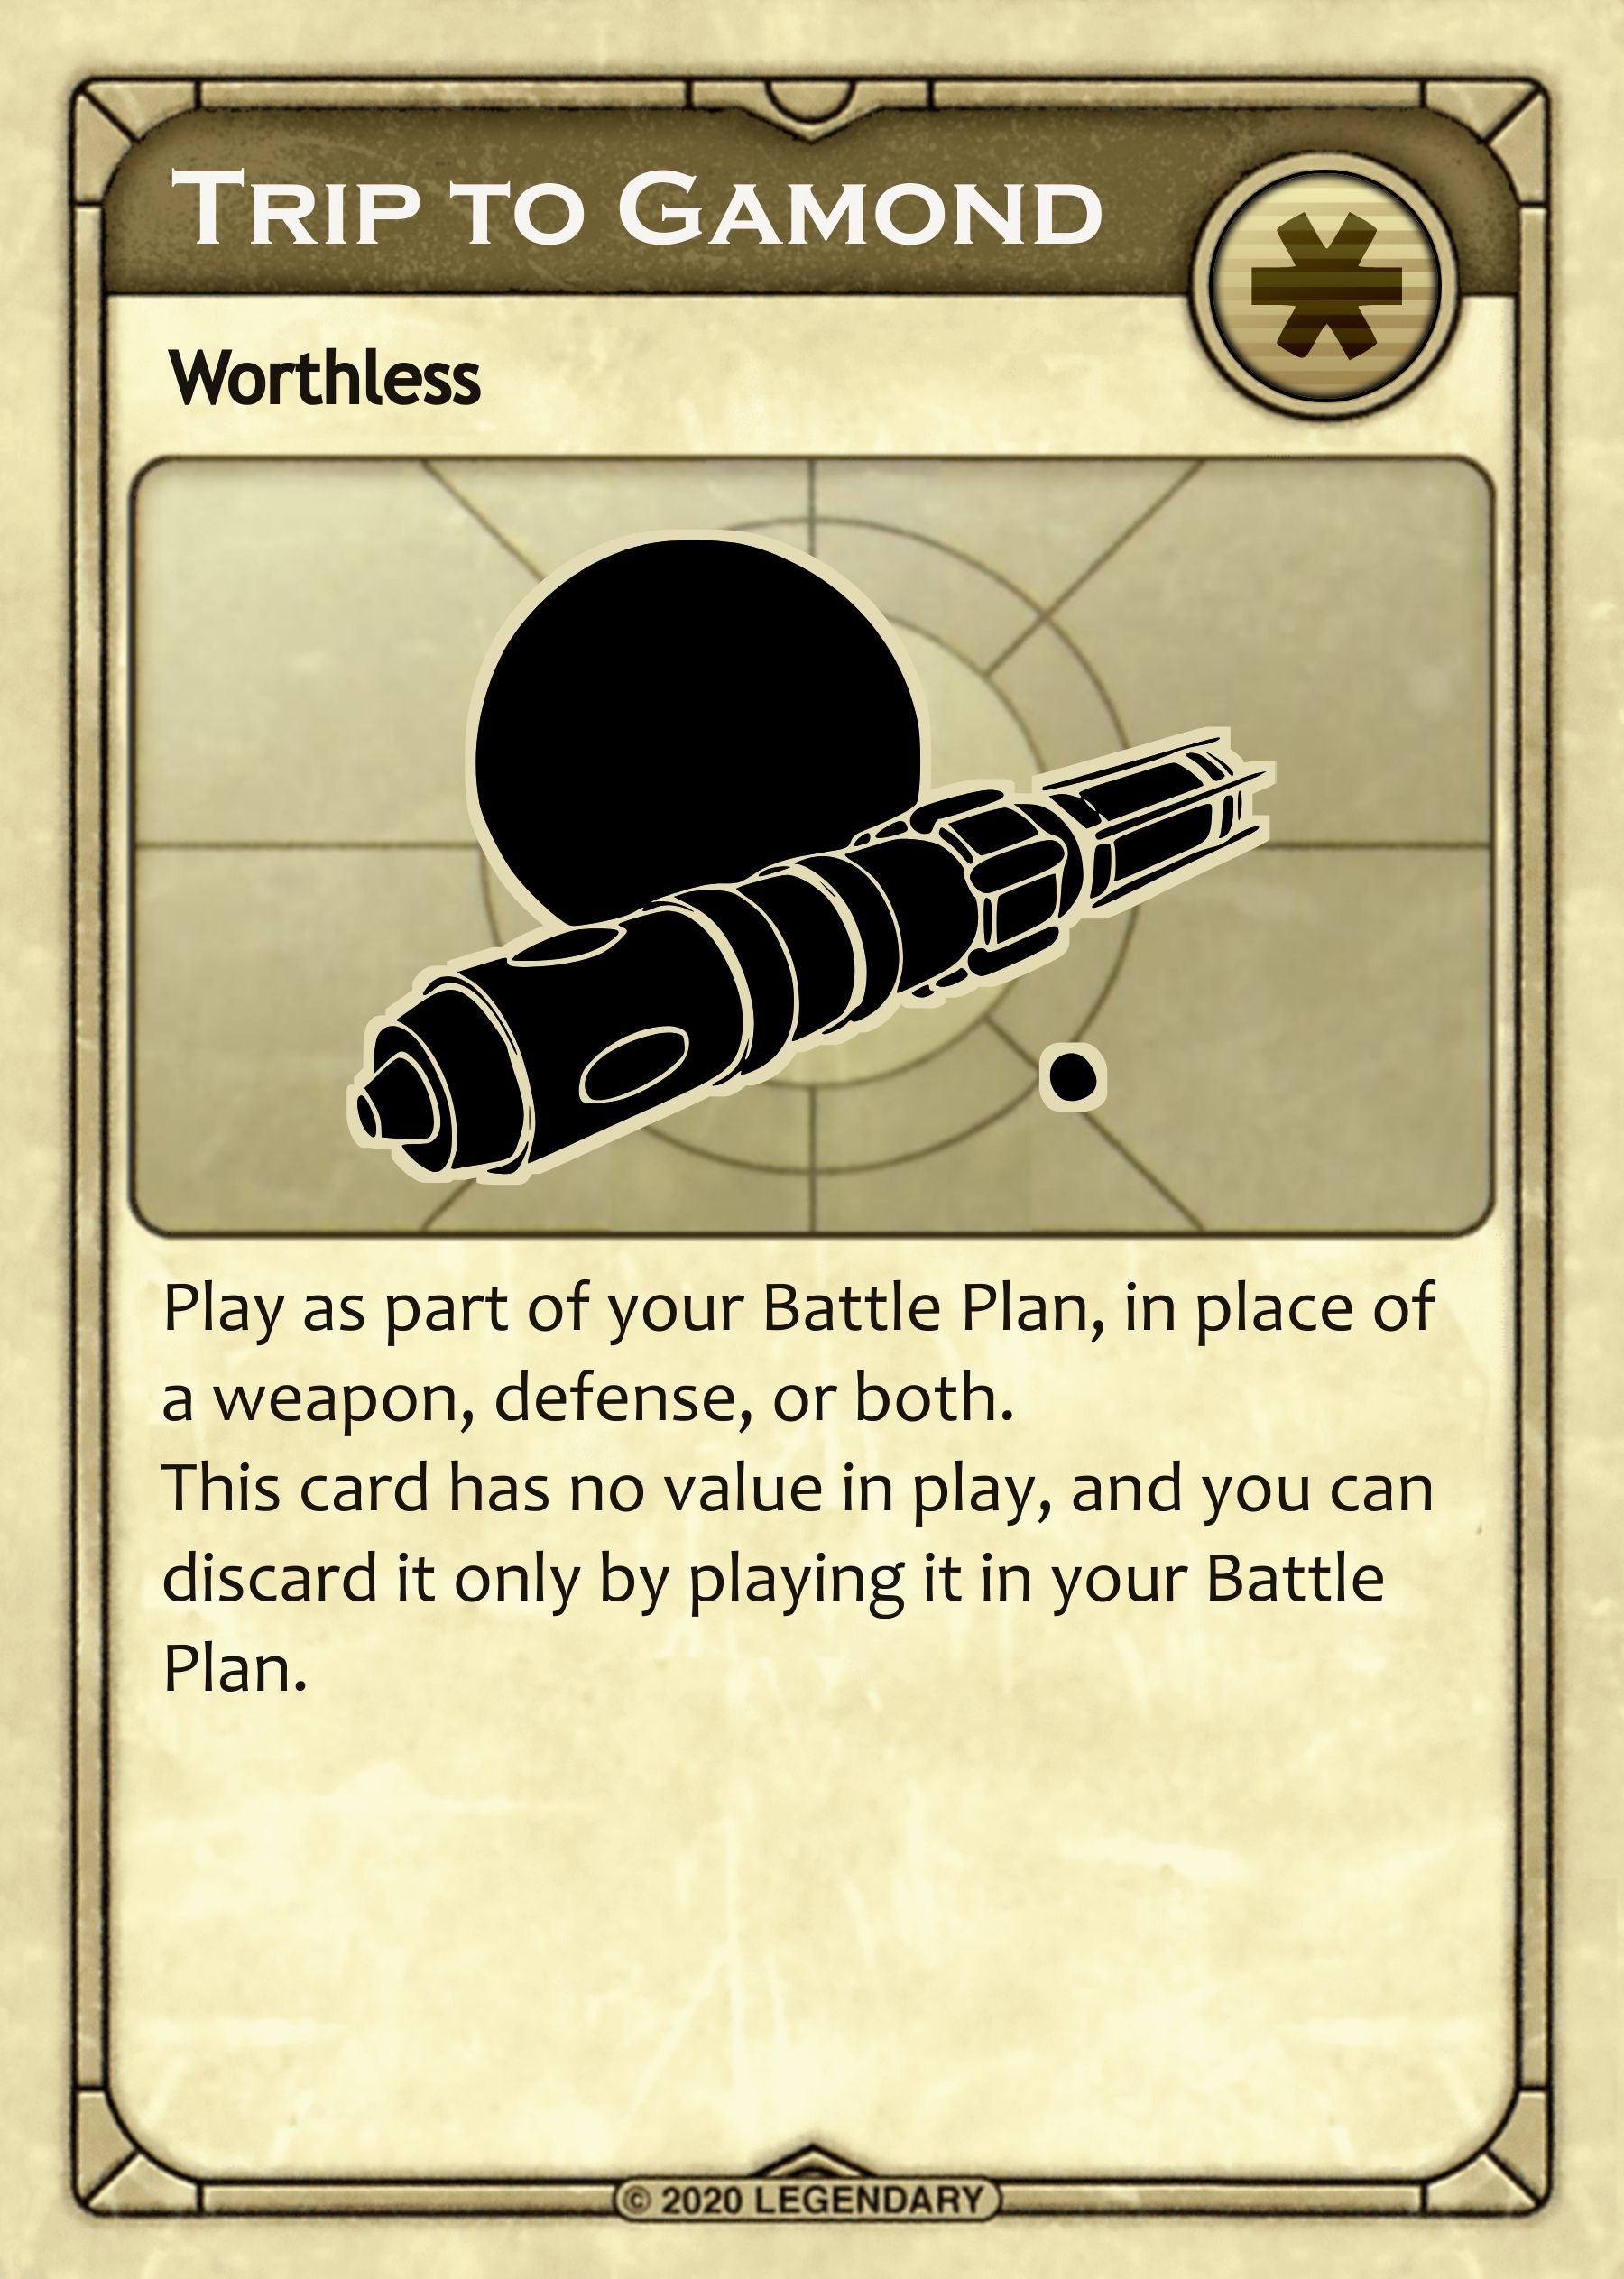 Trip to Gamond
Worthless
Play as part of your Battle Plan, in place of
a weapon, defense, or both.
This card has no value in play, and you can
discard it only by playing it in your Battle
Plan.
© 2020 LEGENDARY